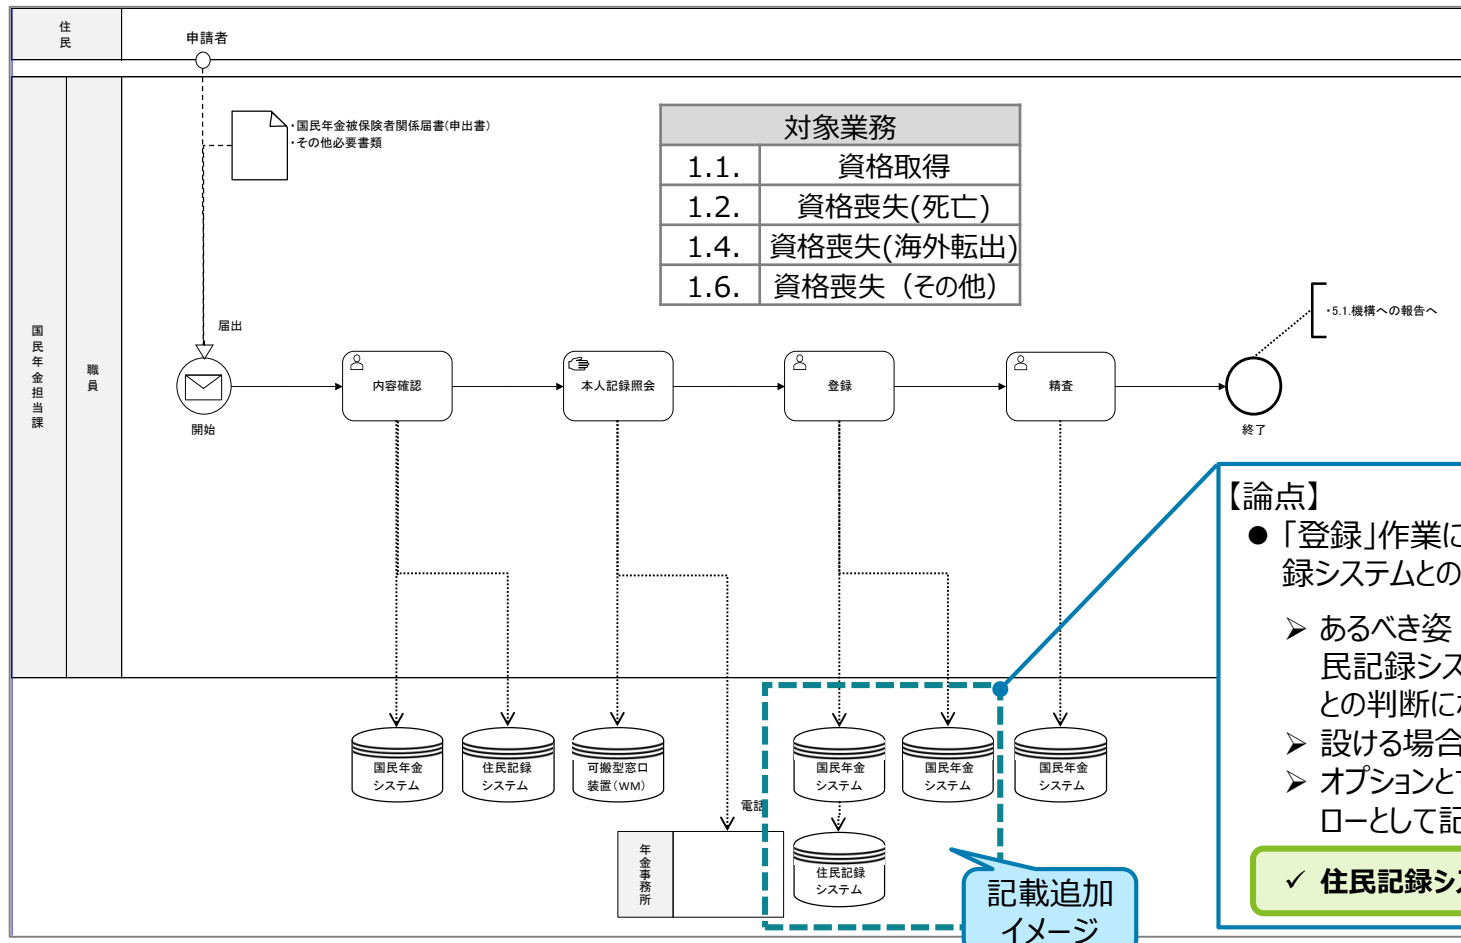 住
民
申請者
・国民年金被保険者関係届書(申出書)
・その他必要書類
対象業務
1.1. 資格取得
1.2. 資格喪失(死亡)
1.4. 資格喪失(海外転出)
1.6. 資格喪失（その他）
・5.1.機構への報告へ
届出
国
民
年
金
担
当
課
職
員
内容確認
本人記録照会
登録
精査
開始
終了
【論点】
● 「登録」作業に
録システムとの
➢ あるべき姿
民記録シス
との判断に
➢ 設ける場合
➢ オプションと
ローとして記
✓ 住民記録シス
国民年金
システム
住民記録
システム
可搬型窓口
装置(WM)
国民年金
システム
国民年金
システム
国民年金
システム
電話
年
金
事
務
所
住民記録
システム
記載追加
イメージ